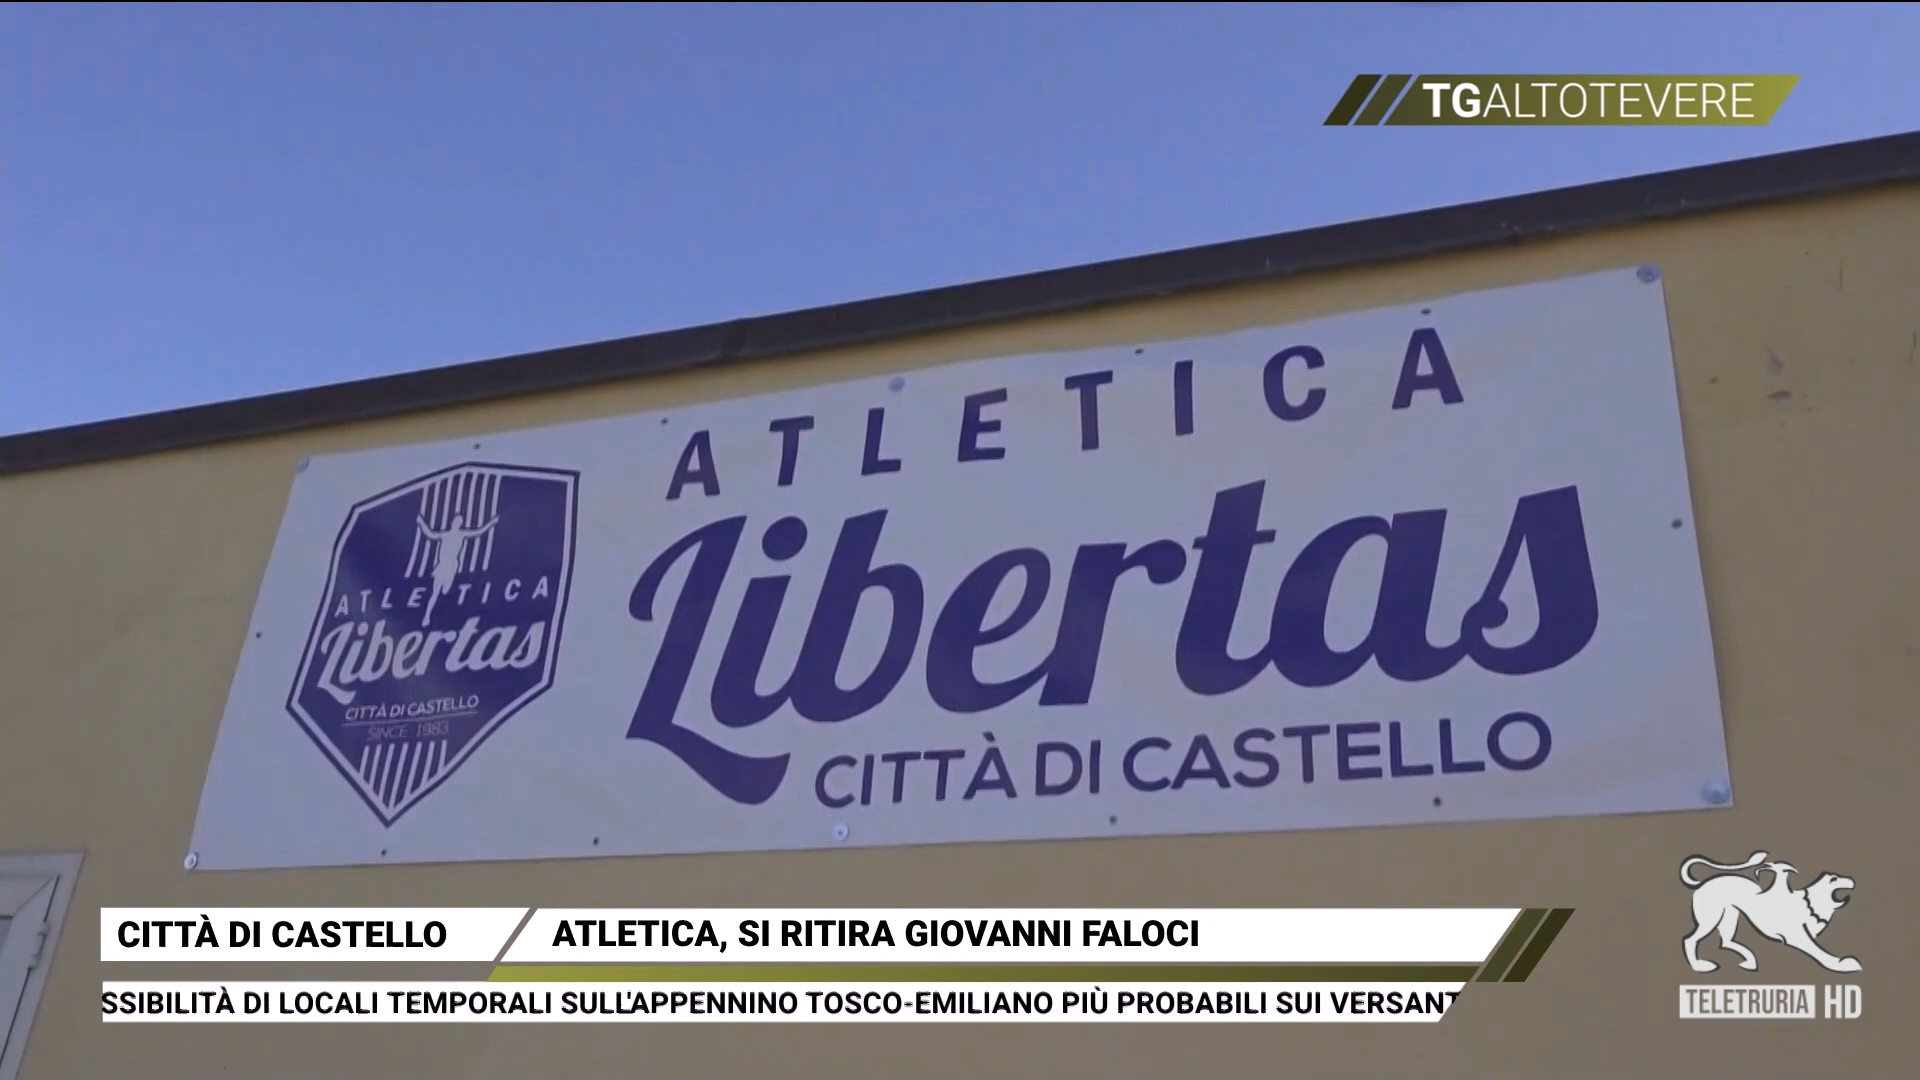 TGALTOTEVERE
ATLETICA
Libertas
CITTÀ DI CASTELLO
ATLETICA
Libertas
CITTÀ DI CASTELLO
SINCE 1983
CITTÀ DI CASTELLO
ATLETICA, SI RITIRA GIOVANNI FALOCI
SSIBILITÀ DI LOCALI TEMPORALI SULL'APPENNINO TOSCO-EMILIANO PIÙ PROBABILI SUI VERSANT
TELETRURIA HD